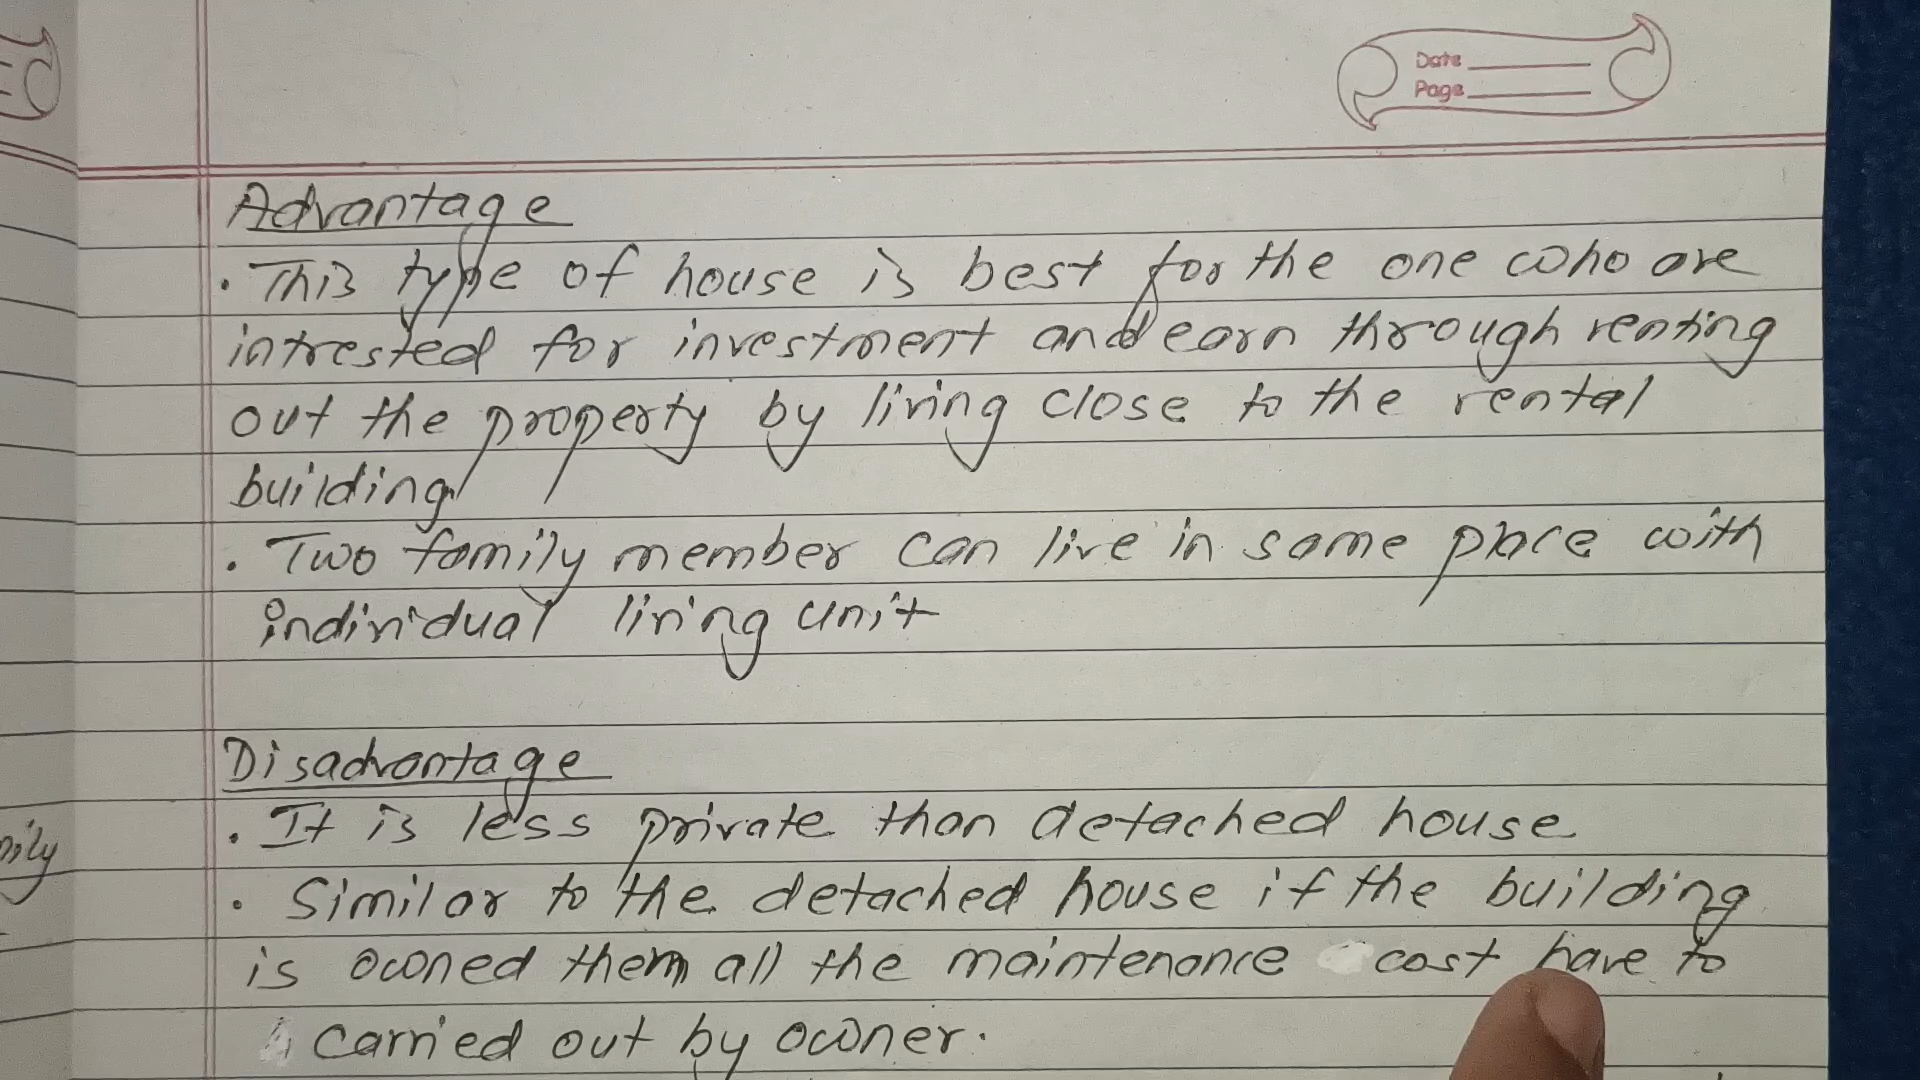 Date
Page
Advantage
. This type of house is best for the one who are
intrested for investment and earn through renting
out the property by living close to the rental
building.
. Two family member can live in same place with
individual living unit
Disadvantage
. It is less private than detached house
. Similar to the detached house if the building
is owned them all the maintenance cost have to
carried out by owner.